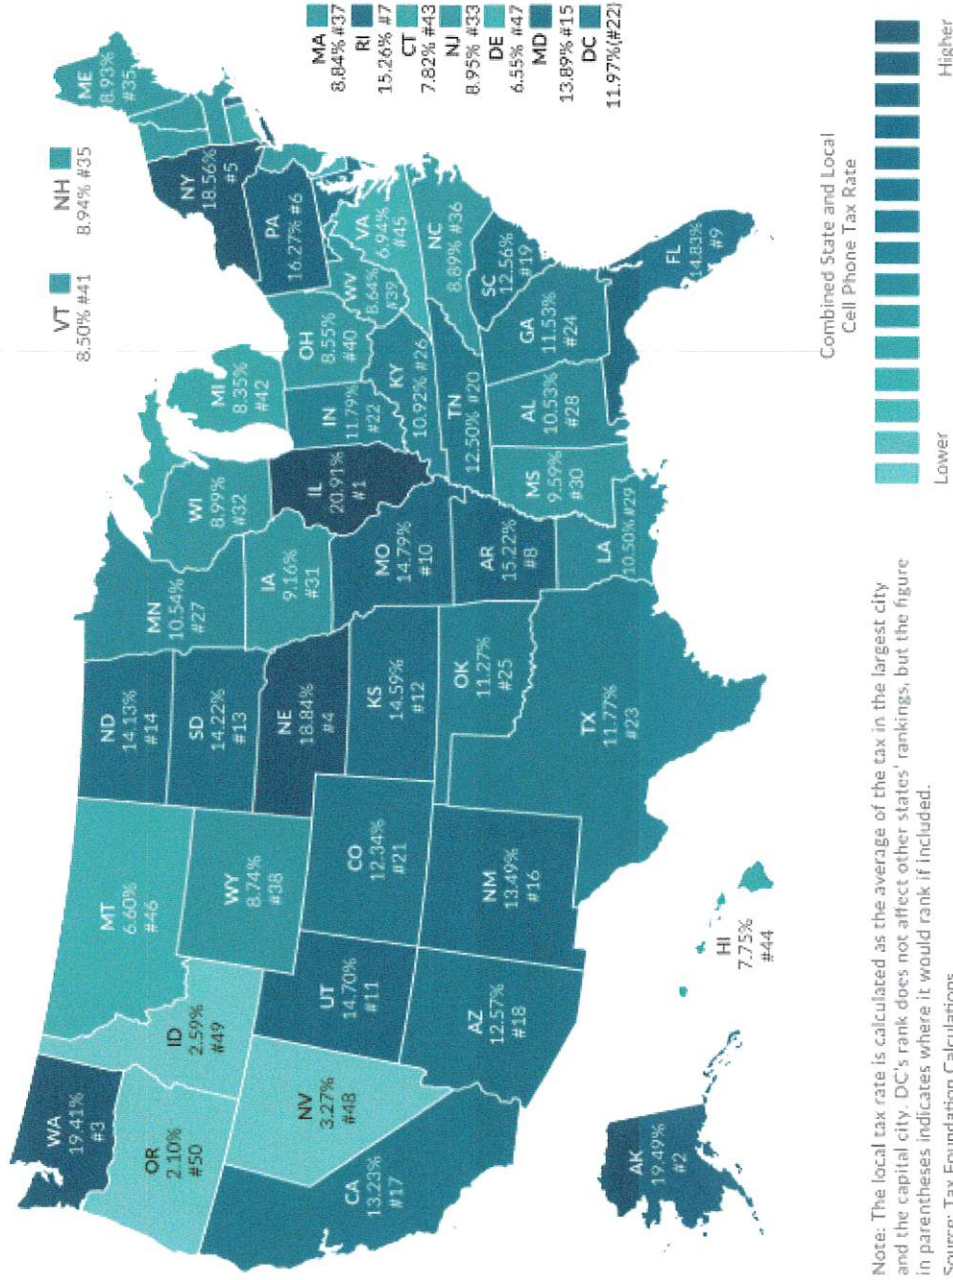 VT
8.50% #41
NH
8.94% #35
ME
8.93%
#35
WA
19.41%
#3
MT
6.60%
#46
ND
14.13%
#14
MN
10.54%
#27
WI
8.99%
#32
MI
8.35%
#42
NY
18.56%
#5
OR
2.10%
#50
ID
2.59%
#49
WY
8.74%
#38
SD
14.22%
#13
IA
9.16%
#31
NE
18.84%
#4
IL
20.91%
#1
IN
11.79%
#22
OH
8.55%
#40
PA
16.27% #6
NV
3.27%
#48
UT
14.70%
#11
CO
12.34%
#21
KS
14.59%
#12
MO
14.79%
#10
KY
10.92% #26
WV
8.64%
#39
VA
6.94%
#45
CA
13.23%
#17
AZ
12.57%
#18
NM
13.49%
#16
OK
11.27%
#25
AR
15.22%
#8
TN
12.50% #20
NC
8.89% #36
SC
12.56%
#19
TX
11.77%
#23
LA
10.50% #29
MS
9.59%
#30
AL
10.53%
#28
GA
11.53%
#24
FL
14.83%
#9
AK
19.49%
#2
HI
7.75%
#44
MA
8.84% #37
RI
15.26% #7
CT
7.82% #43
NJ
8.95% #33
DE
6.55% #47
MD
13.89% #15
DC
11.97%(#22)
Combined State and Local
Cell Phone Tax Rate
Lower
Higher
Note: The local tax rate is calculated as the average of the tax in the largest city
and the capital city. DC's rank does not affect other states' rankings, but the figure
in parentheses indicates where it would rank if included.
Source: Tax Foundation Calculations